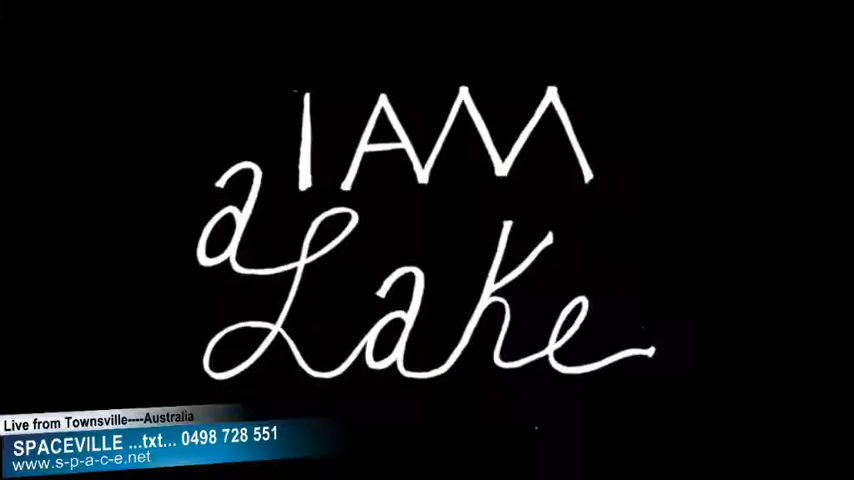 I AM
a Lake
Live from Townsville----Australia
SPACEVILLE ...txt... 0498 728 551
www.s-p-a-c-e.net